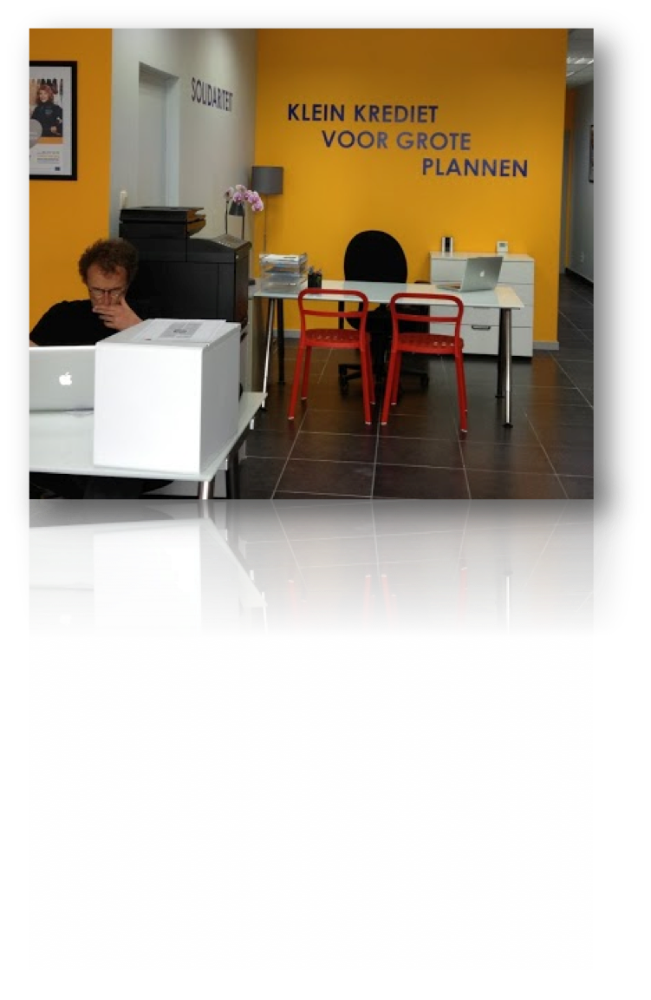 SOLIDARITEIT
KLEIN KREDIET
VOOR GROTE
PLANNEN